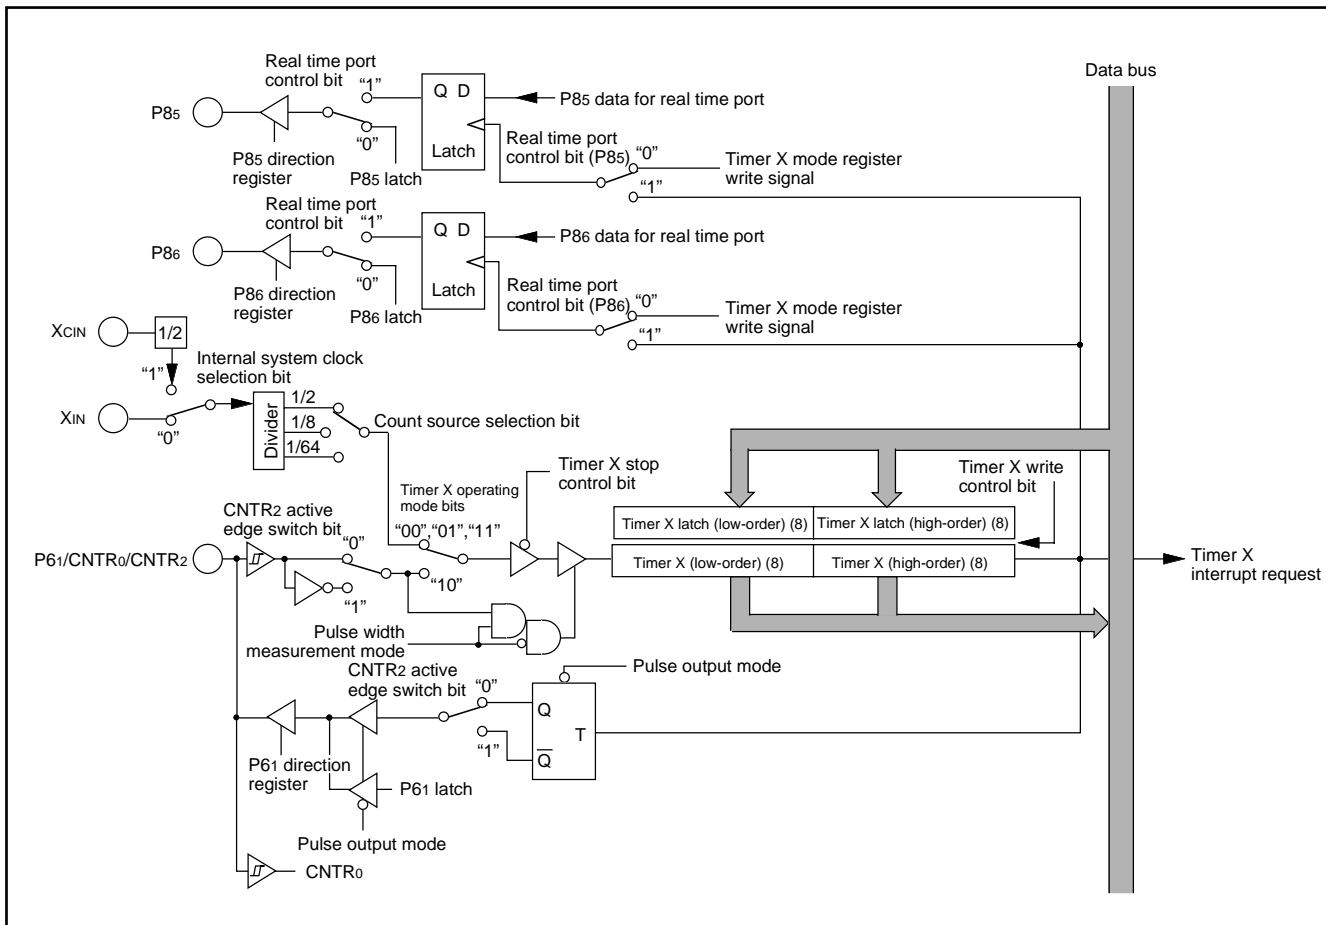 Real time port
control bit
"1"
Q D
P85 data for real time port
Data bus
P85
"0"
Latch
Real time port
control bit (P85)
"0"
Timer X mode register
write signal
"1"
P85 direction
register
P85 latch
Real time port
control bit
"1"
Q D
P86 data for real time port
P86
"0"
Latch
Real time port
control bit (P86)
"0"
Timer X mode register
write signal
"1"
P86 direction
register
P86 latch
XCIN
1/2
"1"
Internal system clock
selection bit
XIN
"0"
Divider
1/2
1/8
1/64
Count source selection bit
Timer X stop
control bit
Timer X write
control bit
Timer X operating
mode bits
"00","01","11"
"10"
CNTR2 active
edge switch bit
"0"
"1"
P61/CNTR0/CNTR2
Timer X latch (low-order) (8)
Timer X latch (high-order) (8)
Timer X (low-order) (8)
Timer X (high-order) (8)
Timer X
interrupt request
Pulse width
measurement mode
CNTR2 active
edge switch bit
"0"
"1"
Pulse output mode
Q
T
Q̅
P61 direction
register
P61 latch
Pulse output mode
CNTR0